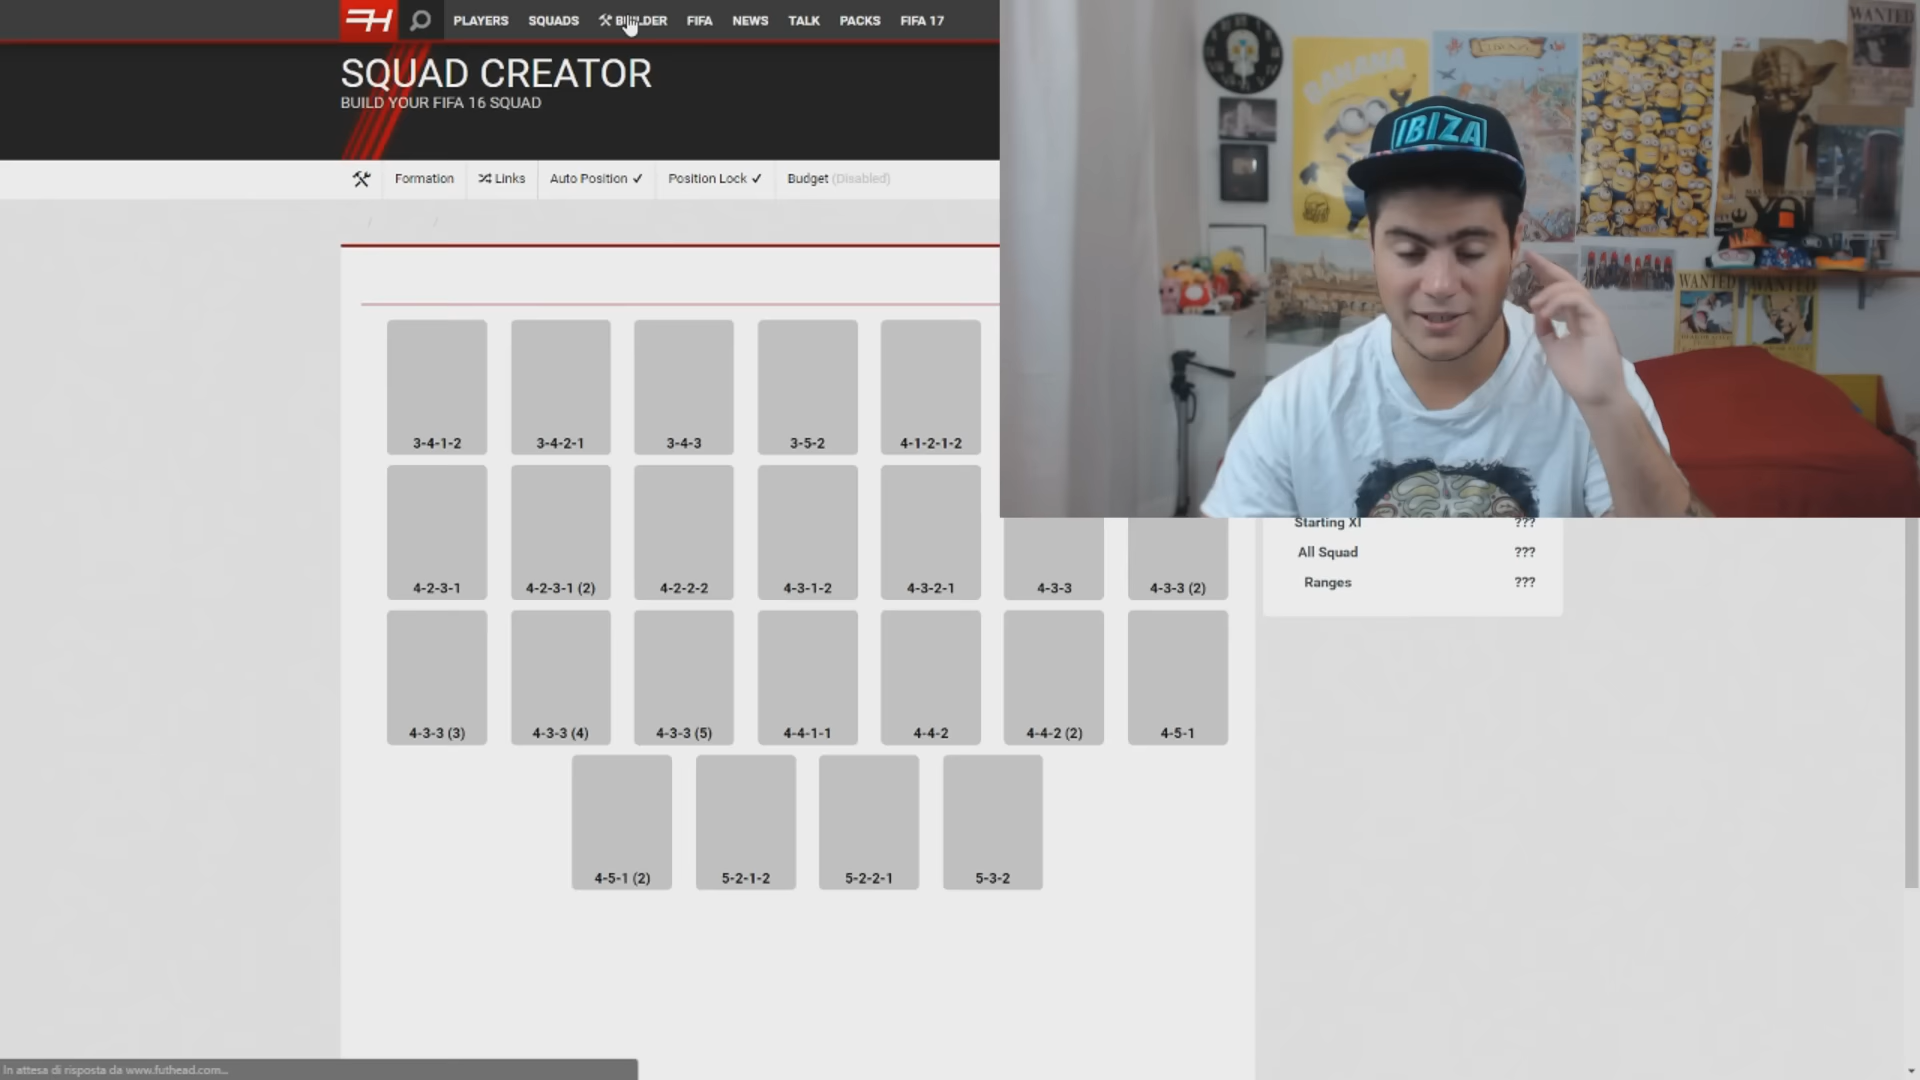 PLAYERS SQUADS BUILDER FIFA NEWS TALK PACKS FIFA 17
SQUAD CREATOR
BUILD YOUR FIFA 16 SQUAD
Formation Links Auto Position ✓ Position Lock ✓ Budget (Disabled)
3-4-1-2 3-4-2-1 3-4-3 3-5-2 4-1-2-1-2
4-2-3-1 4-2-3-1 (2) 4-2-2-2 4-3-1-2 4-3-2-1 4-3-3 4-3-3 (2)
4-3-3 (3) 4-3-3 (4) 4-3-3 (5) 4-4-1-1 4-4-2 4-4-2 (2) 4-5-1
4-5-1 (2) 5-2-1-2 5-2-2-1 5-3-2
Starting XI ???
All Squad ???
Ranges ???
IBIZA
BANANA
WANTED
WANTED
WANTED
In attesa di risposta da www.futhead.com...